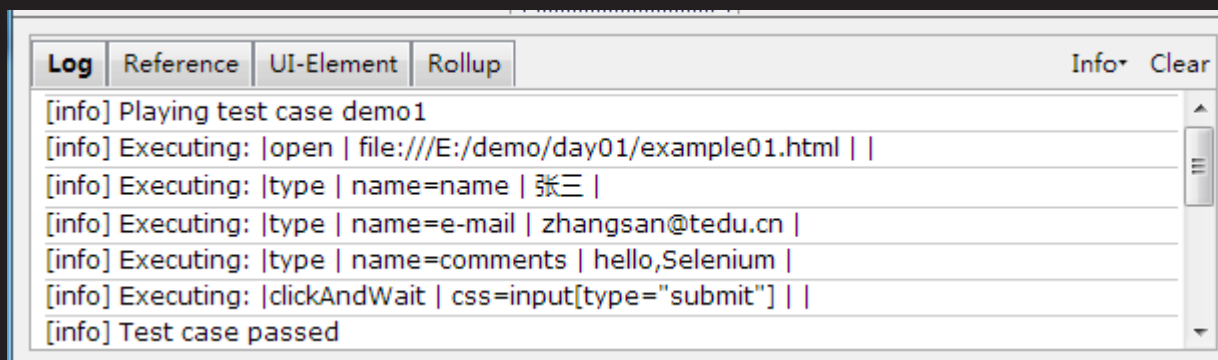 Log Reference UI-Element Rollup Info Clear
[info] Playing test case demo1
[info] Executing: |open | file:///E:/demo/day01/example01.html | |
[info] Executing: |type | name=name | 张三 |
[info] Executing: |type | name=e-mail | zhangsan@tedu.cn |
[info] Executing: |type | name=comments | hello,Selenium |
[info] Executing: |clickAndWait | css=input[type="submit"] | |
[info] Test case passed